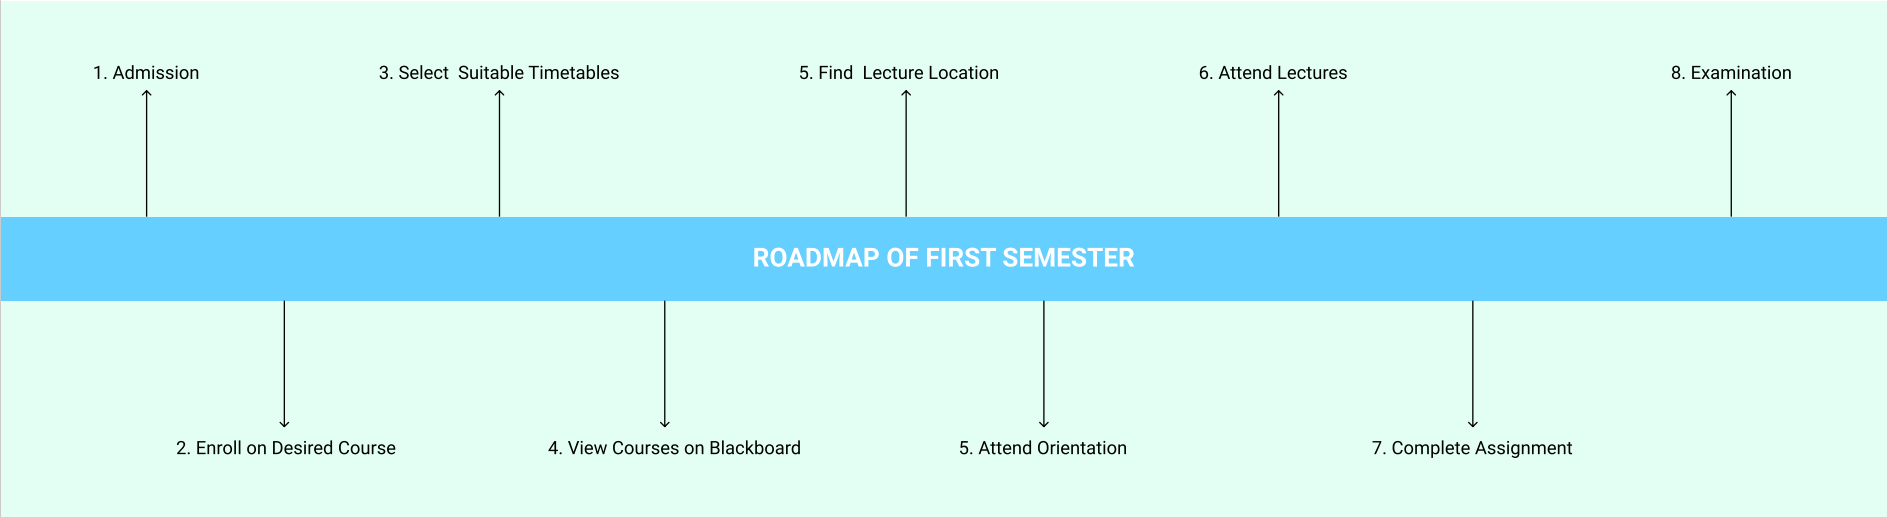 1. Admission
3. Select  Suitable Timetables
5. Find  Lecture Location
6. Attend Lectures
8. Examination
ROADMAP OF FIRST SEMESTER
2. Enroll on Desired Course
4. View Courses on Blackboard
5. Attend Orientation
7. Complete Assignment